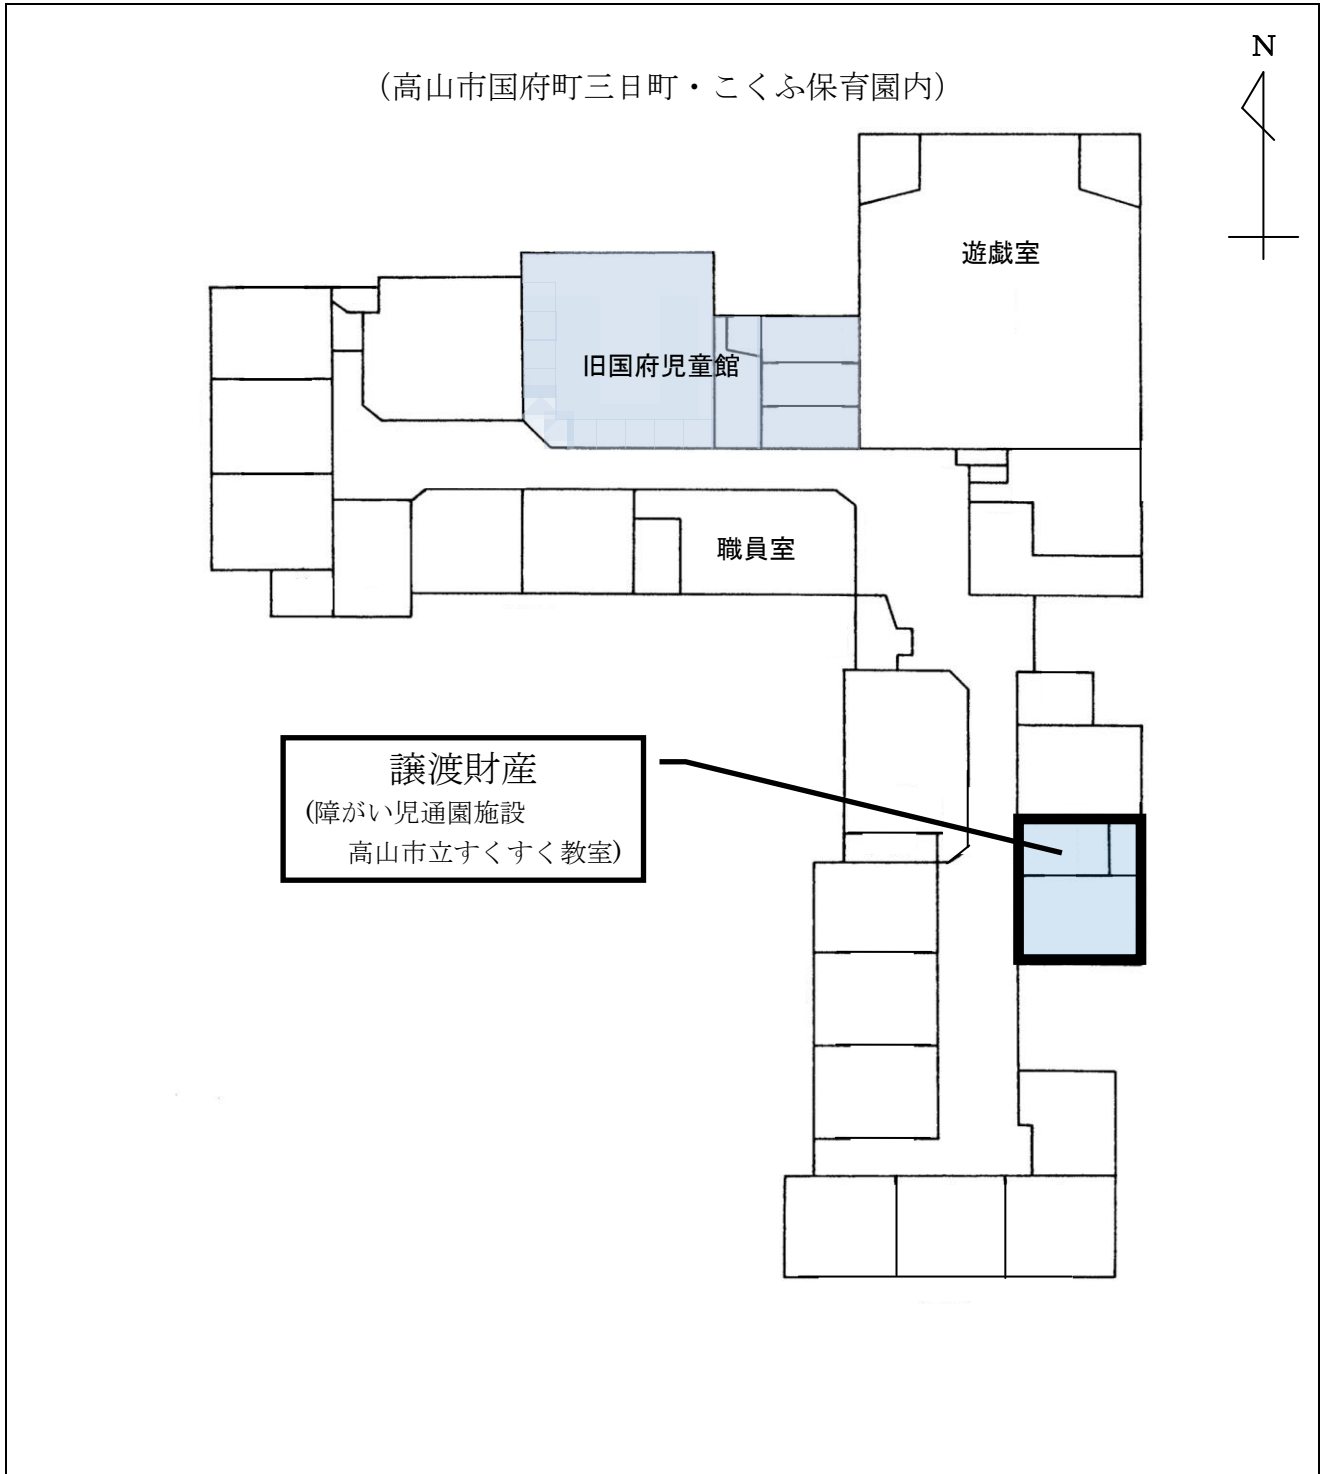 N
（高山市国府町三日町・こくふ保育園内）
遊戯室
旧国府児童館
職員室
譲渡財産
(障がい児通園施設
高山市立すくすく教室)